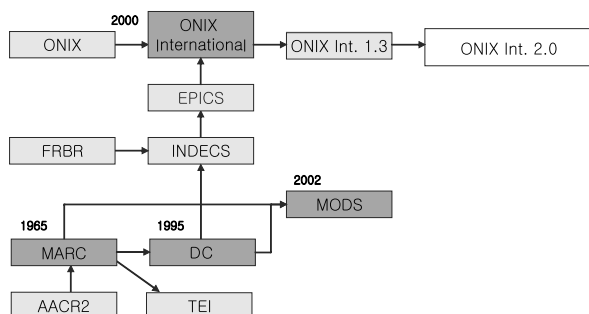 2000
ONIX
ONIX
International
ONIX Int. 1.3
ONIX Int. 2.0
EPICS
FRBR
INDECS
2002
MODS
1965
1995
MARC
DC
AACR2
TEI